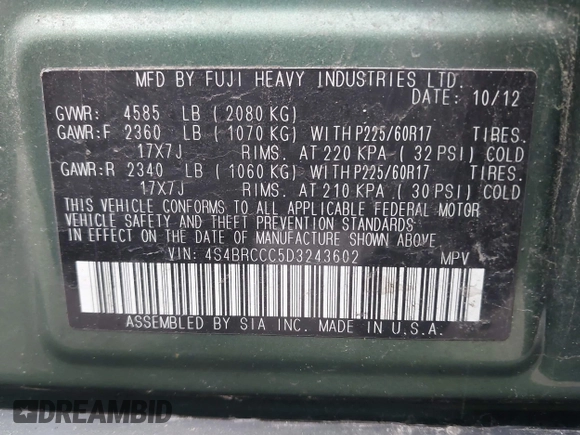 MFD BY FUJI HEAVY INDUSTRIES LTD.
DATE: 10/12
GVWR: 4585 LB ( 2080 KG)
GAWR:F 2360 LB ( 1070 KG) WITH P225/60R17 TIRES.
17X7J RIMS. AT 220 KPA ( 32 PSI) COLD
GAWR:R 2340 LB ( 1060 KG) WITH P225/60R17 TIRES.
17X7J RIMS. AT 210 KPA ( 30 PSI) COLD
THIS VEHICLE CONFORMS TO ALL APPLICABLE FEDERAL MOTOR
VEHICLE SAFETY AND THEFT PREVENTION STANDARDS
IN EFFECT ON THE DATE OF MANUFACTURE SHOWN ABOVE
VIN: 4S4BRCCC5D3243602 MPV
ASSEMBLED BY SIA INC. MADE IN U.S.A.
DREAMBID